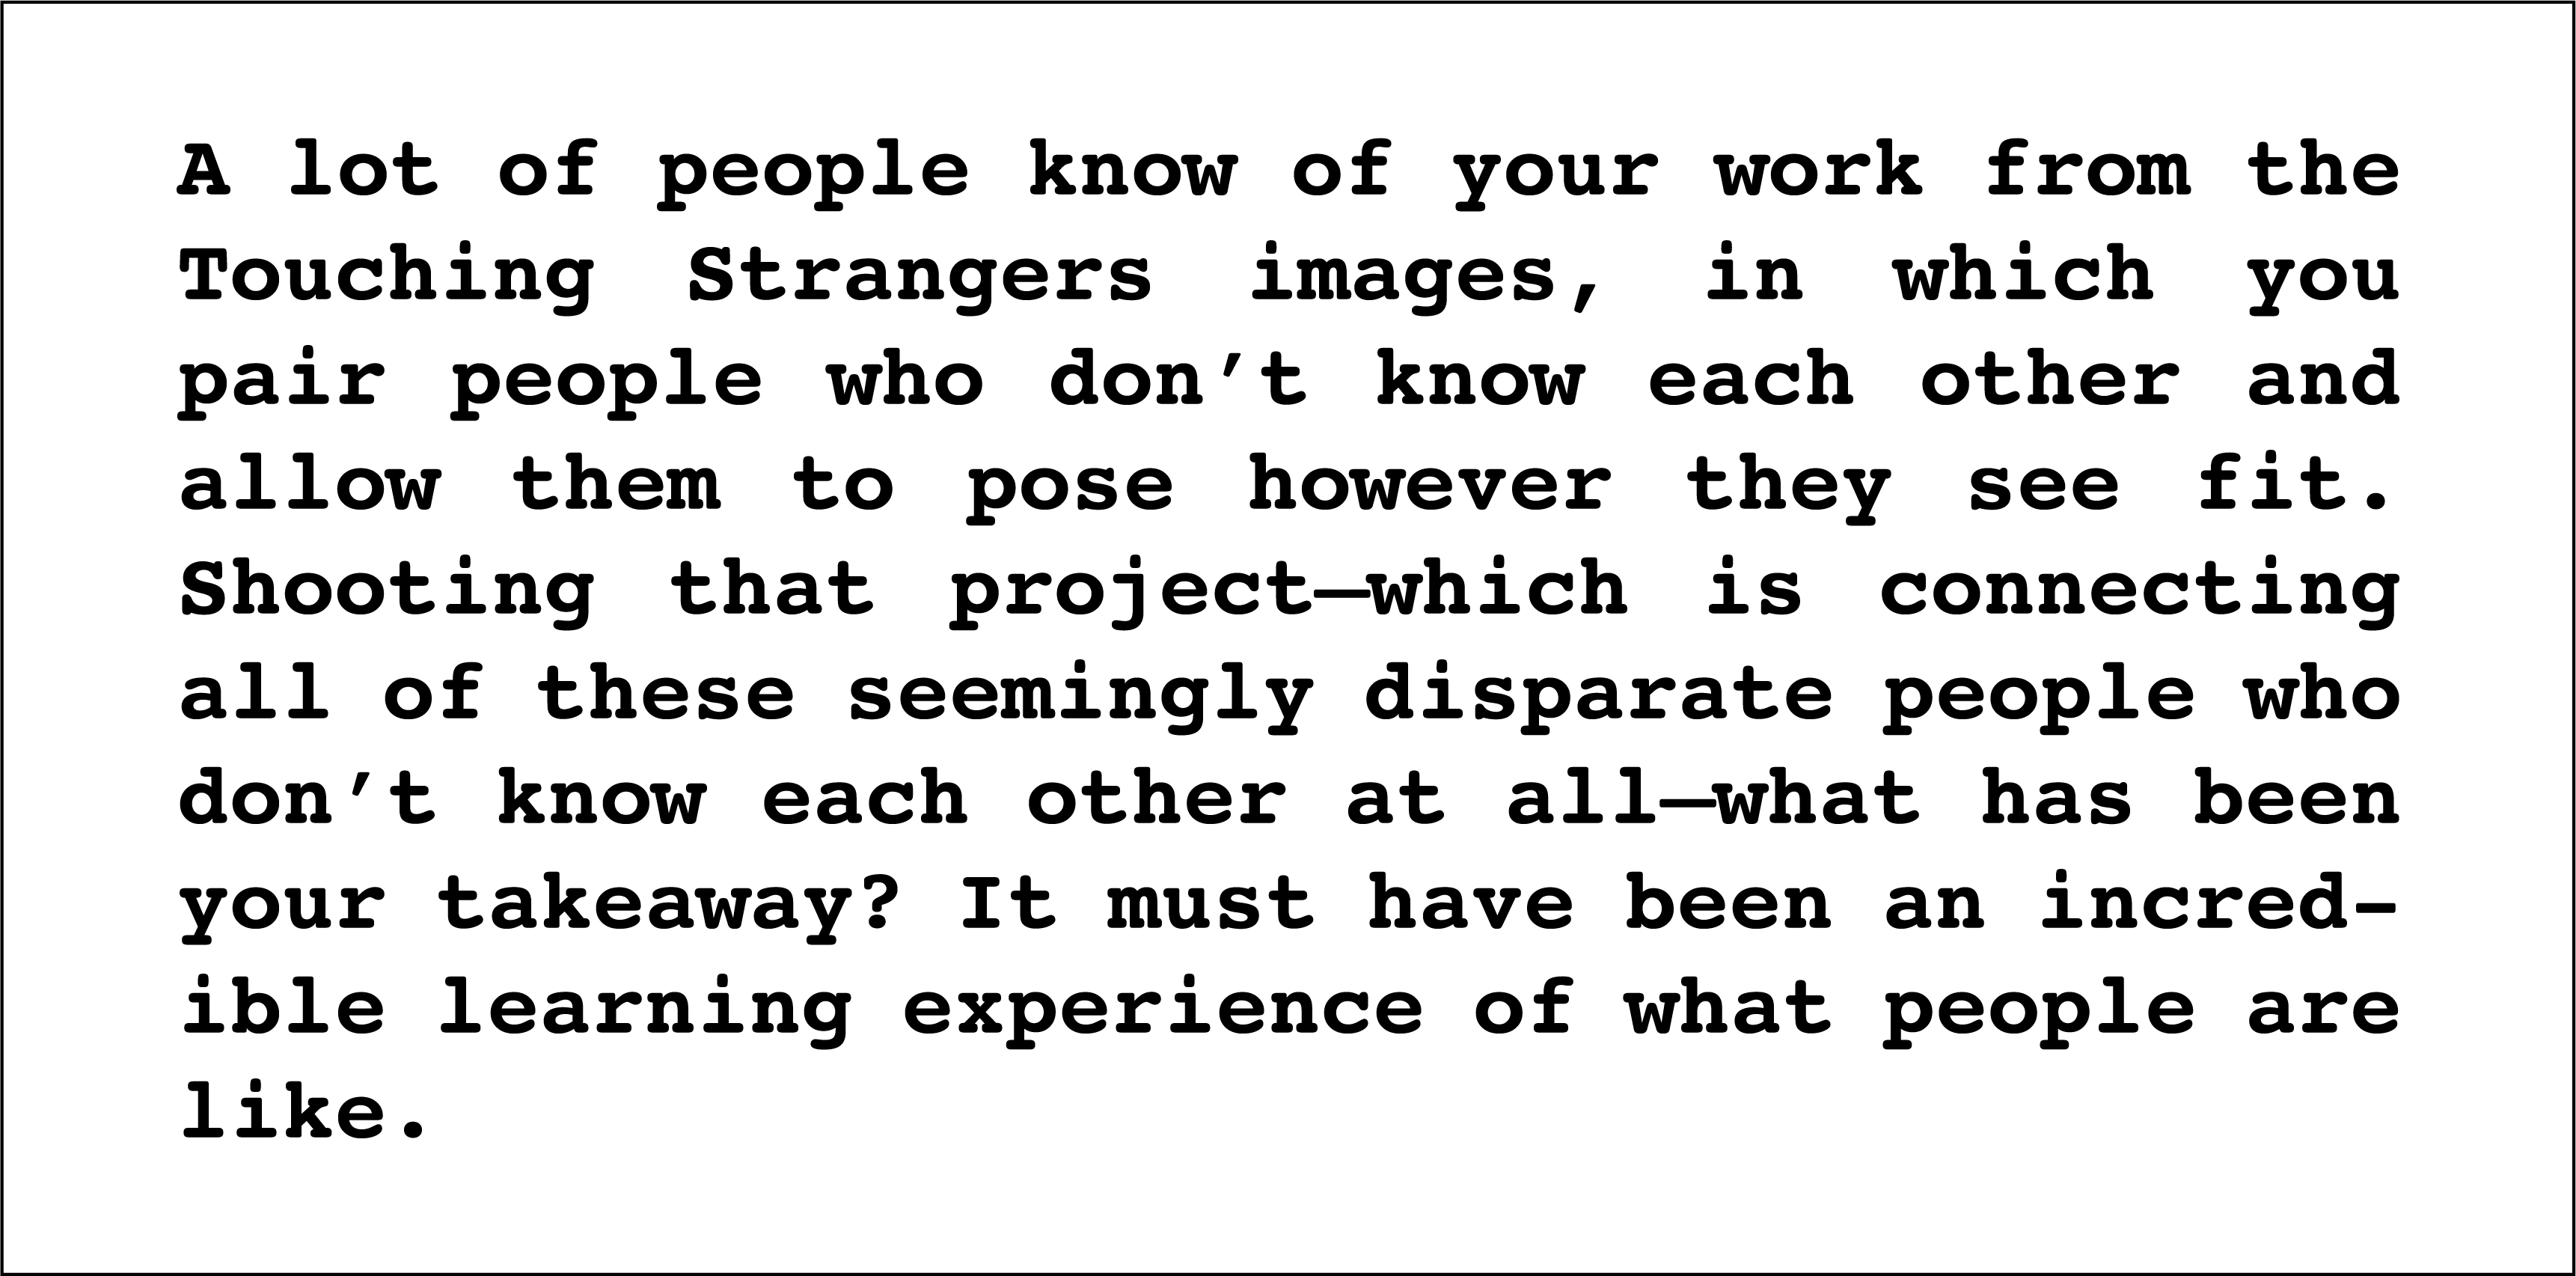 A lot of people know of your work from the
Touching Strangers images, in which you
pair people who don’t know each other and
allow them to pose however they see fit.
Shooting that project—which is connecting
all of these seemingly disparate people who
don’t know each other at all—what has been
your takeaway? It must have been an incred-
ible learning experience of what people are
like.